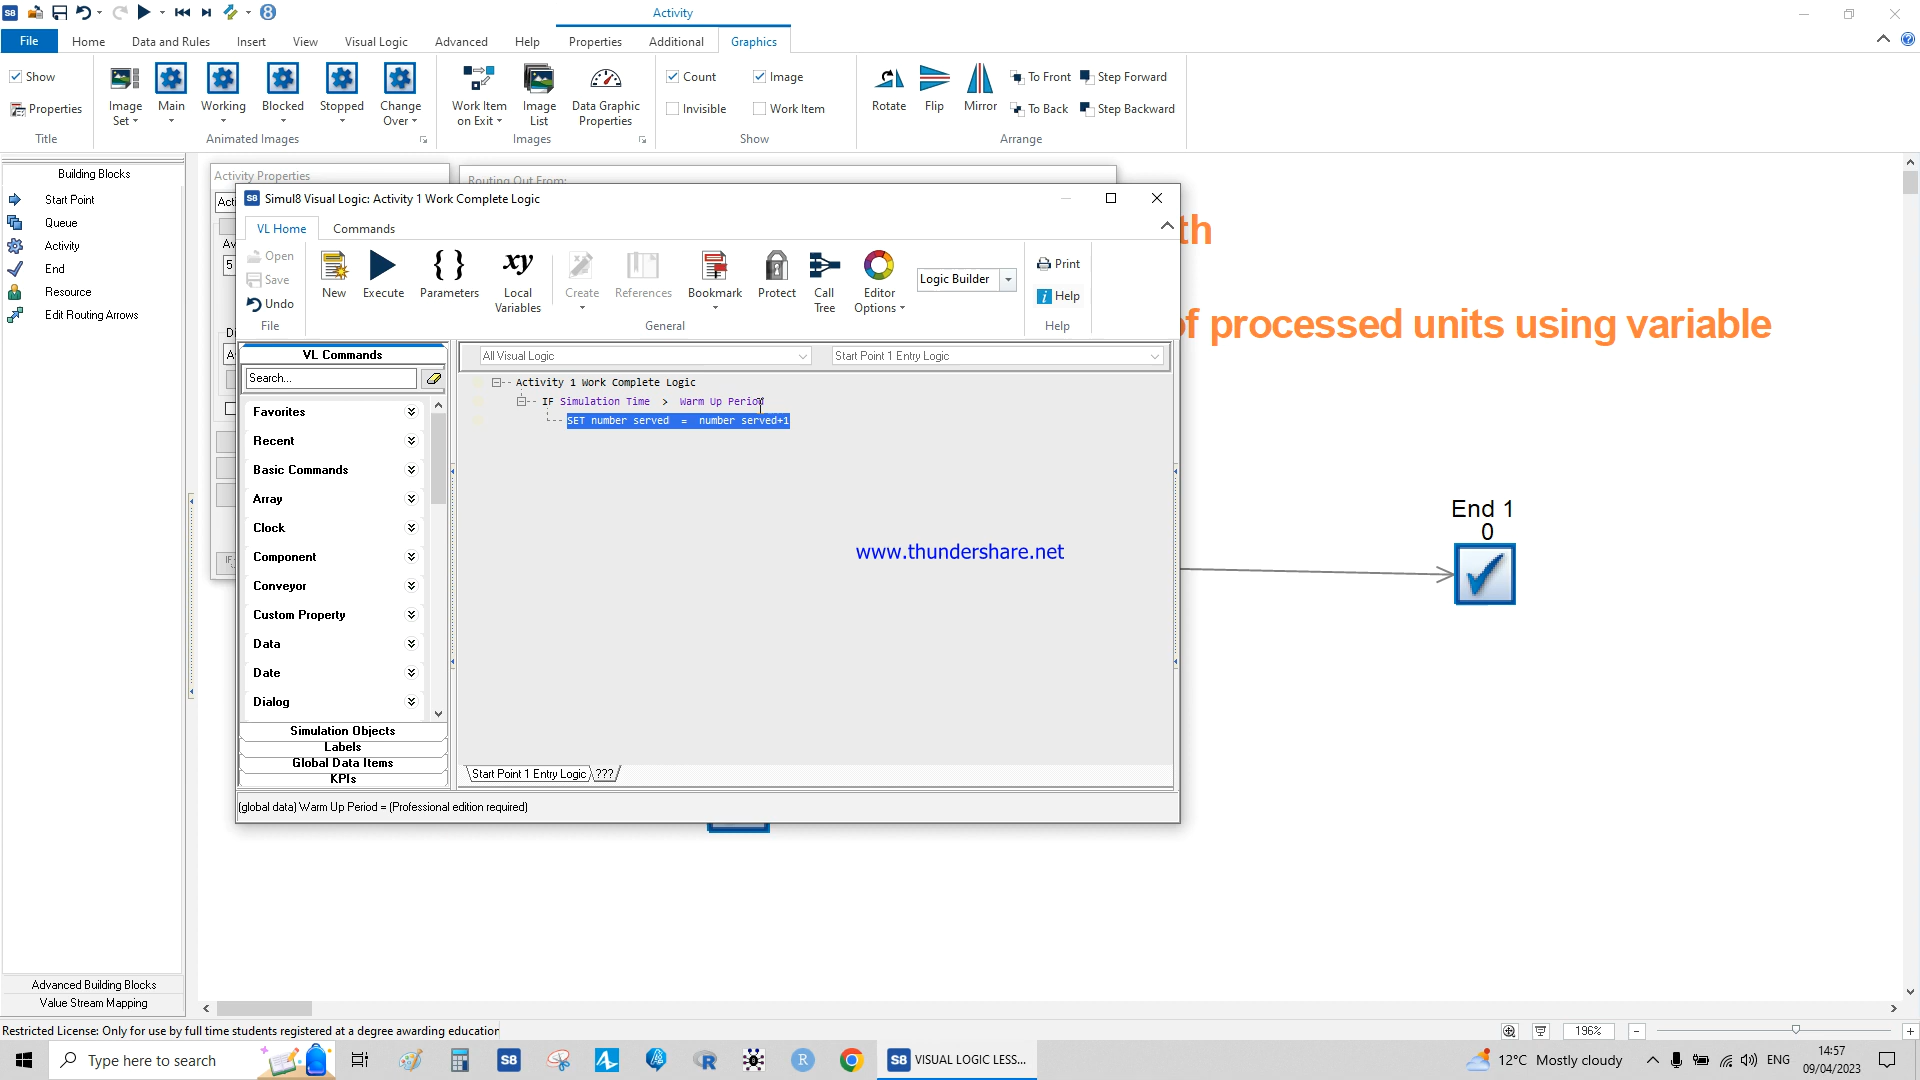 Activity
File Home Data and Rules Insert View Visual Logic Advanced Help Properties Additional Graphics
Show
Properties
Title
Image Set
Main
Working
Blocked
Stopped
Change Over
Animated Images
Work Item on Exit
Image List
Data Graphic Properties
Images
Count
Image
Invisible
Work Item
Show
Rotate
Flip
Mirror
To Front
Step Forward
To Back
Step Backward
Arrange
Building Blocks
Start Point
Queue
Activity
End
Resource
Edit Routing Arrows
Advanced Building Blocks
Value Stream Mapping
Activity Properties
Routing Out From:
Acti
Av
5
Di
A
IF
S8 Simul8 Visual Logic: Activity 1 Work Complete Logic
VL Home Commands
Open
Save
Undo
File
New
Execute
Parameters
xy
Local Variables
Create
References
Bookmark
Protect
Call Tree
Editor Options
Logic Builder
General
Print
Help
Help
VL Commands
Search...
Favorites
Recent
Basic Commands
Array
Clock
Component
Conveyor
Custom Property
Data
Date
Dialog
Simulation Objects
Labels
Global Data Items
KPIs
All Visual Logic
Start Point 1 Entry Logic
Activity 1 Work Complete Logic
IF Simulation Time > Warm Up Period
SET number served = number served+1
www.thundershare.net
Start Point 1 Entry Logic ???
(global data) Warm Up Period = (Professional edition required)
th
of processed units using variable
End 1
0
Restricted License: Only for use by full time students registered at a degree awarding education
196%
Type here to search
S8
R
R
S8 VISUAL LOGIC LESS...
12°C Mostly cloudy
ENG
14:57
09/04/2023